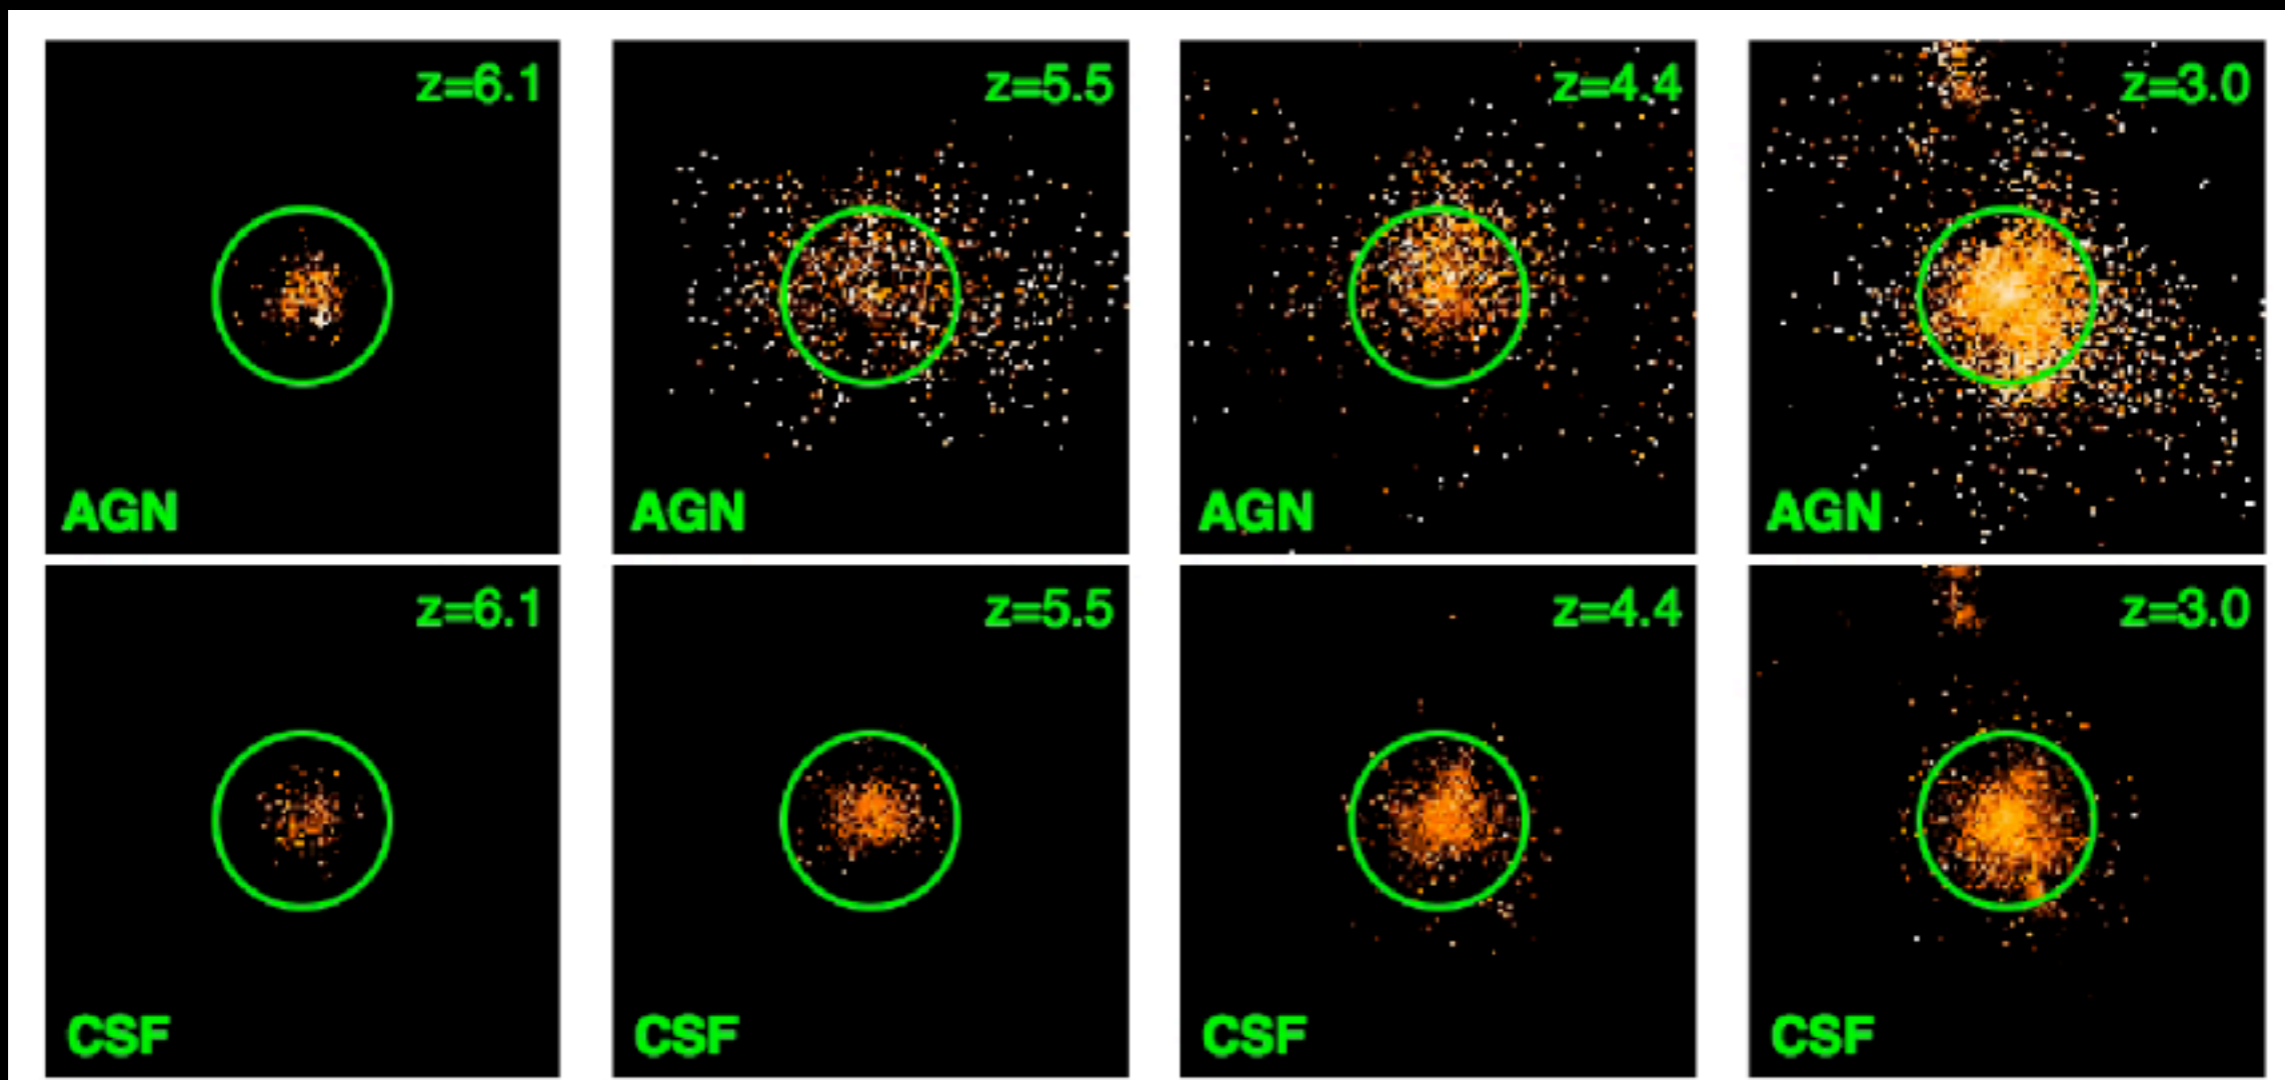 z=6.1
z=5.5
z=4.4
z=3.0
AGN
AGN
AGN
AGN
z=6.1
z=5.5
z=4.4
z=3.0
CSF
CSF
CSF
CSF